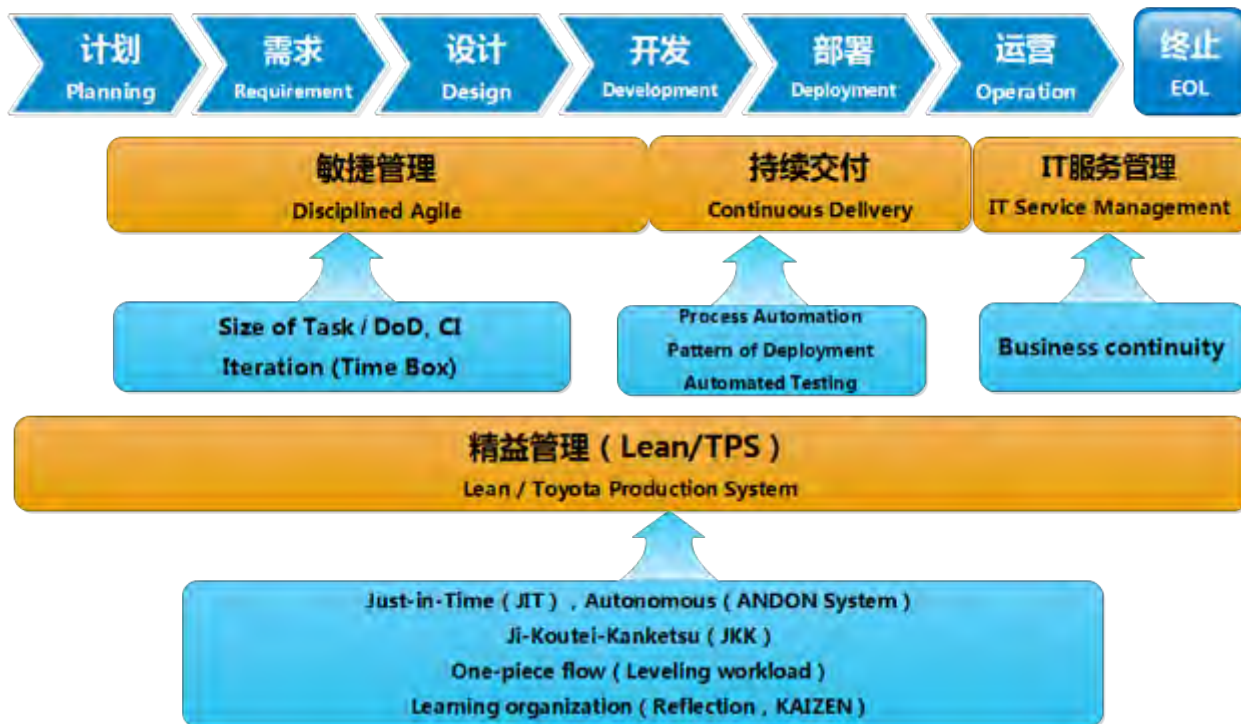 计划
Planning
需求
Requirement
设计
Design
开发
Development
部署
Deployment
运营
Operation
终止
EOL
敏捷管理
Disciplined Agile
持续交付
Continuous Delivery
IT服务管理
IT Service Management
Size of Task / DoD, CI
Iteration (Time Box)
Process Automation
Pattern of Deployment
Automated Testing
Business continuity
精益管理（Lean/TPS）
Lean / Toyota Production System
Just-in-Time（JIT）, Autonomous（ANDON System）
Ji-Koutei-Kanketsu（JKK）
One-piece flow（Leveling workload）
Learning organization（Reflection , KAIZEN）